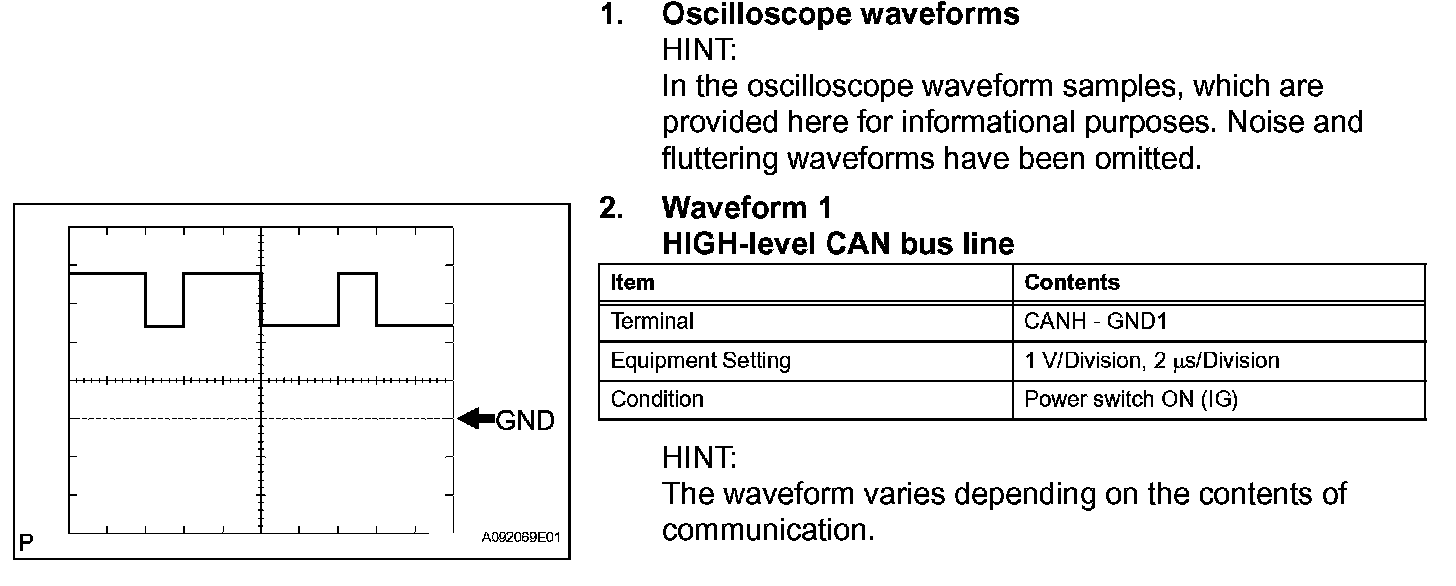 1. Oscilloscope waveforms
HINT:
In the oscilloscope waveform samples, which are
provided here for informational purposes. Noise and
fluttering waveforms have been omitted.
2. Waveform 1
HIGH-level CAN bus line
Item Contents
Terminal CANH - GND1
Equipment Setting 1 V/Division, 2 μs/Division
Condition Power switch ON (IG)
HINT:
The waveform varies depending on the contents of
communication.
GND
P A092069E01